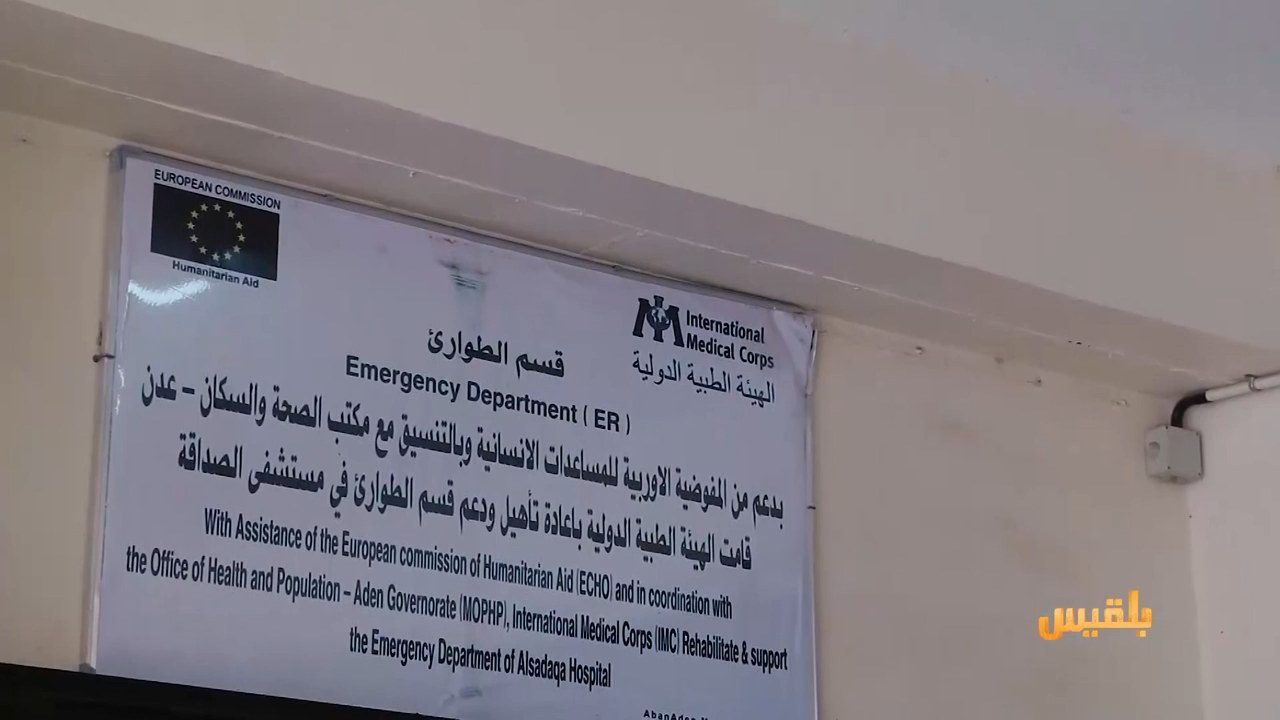 EUROPEAN COMMISSION
Humanitarian Aid
International
Medical Corps
الهيئة الطبية الدولية
قسم الطوارئ
Emergency Department ( ER )
بدعم من المفوضية الاوربية للمساعدات الانسانية وبالتنسيق مع مكتب الصحة والسكان – عدن
قامت الهيئة الطبية الدولية باعادة تأهيل ودعم قسم الطوارئ في مستشفى الصداقة
With Assistance of the European commission of Humanitarian Aid (ECHO) and in coordination with
the Office of Health and Population – Aden Governorate (MOPHP), International Medical Corps (IMC) Rehabilitate & support
the Emergency Department of Alsadaqa Hospital
AbanAden
بلقيس